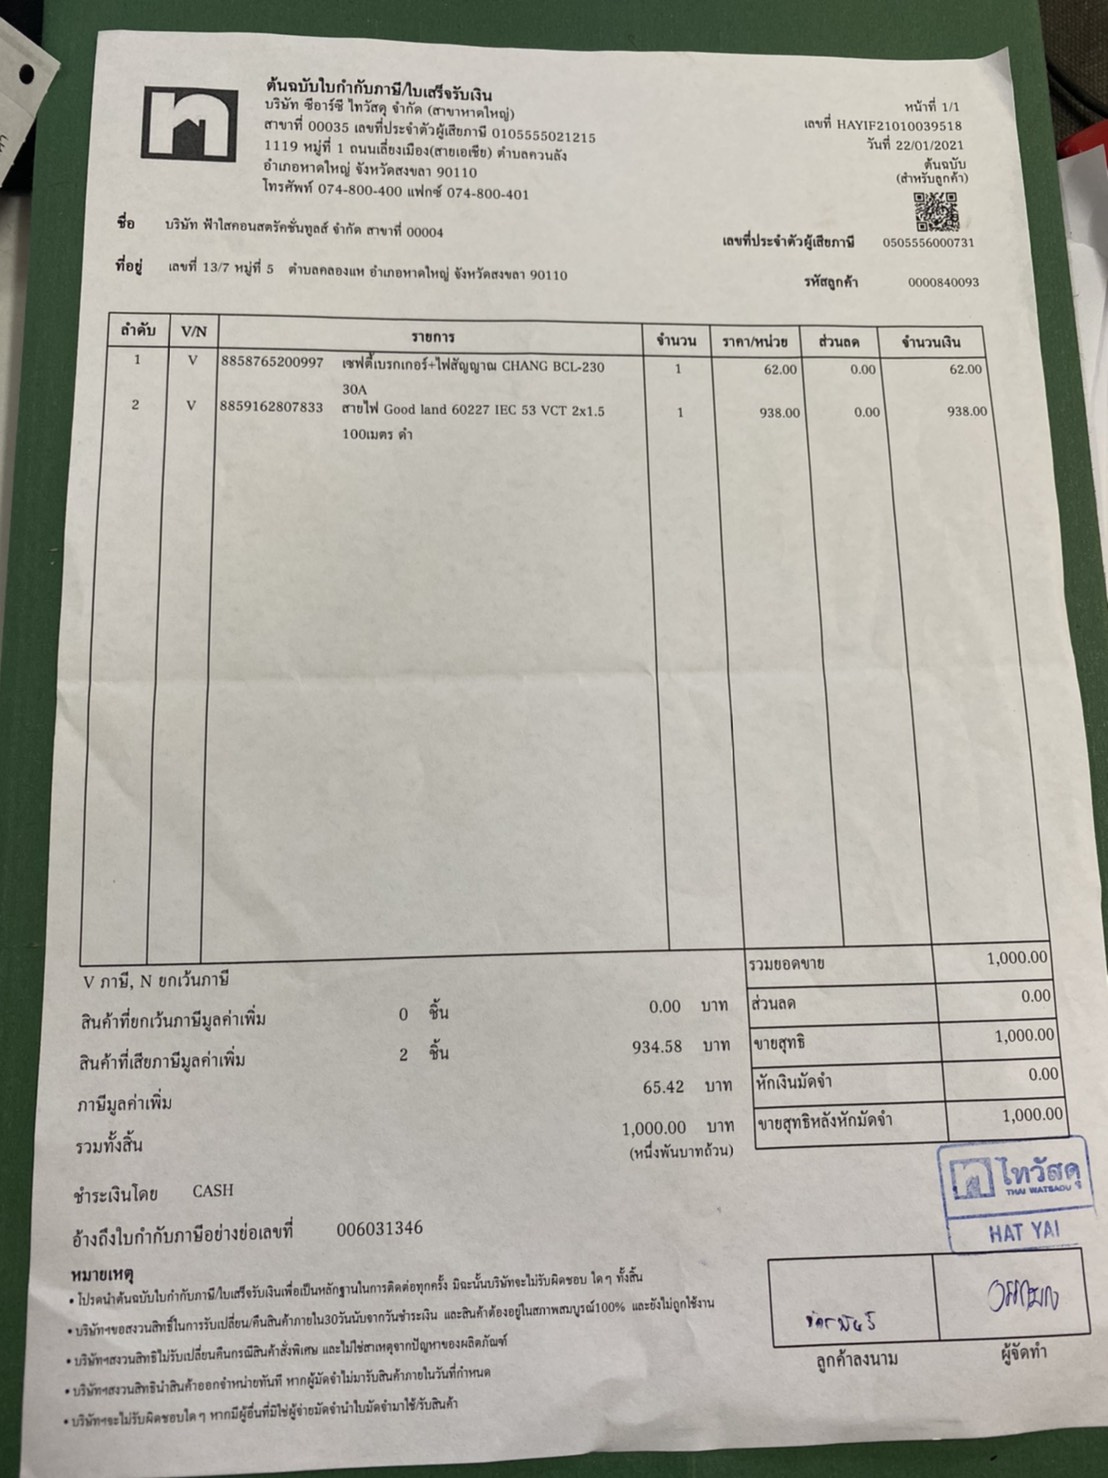 ต้นฉบับใบกำกับภาษี/ใบเสร็จรับเงิน
บริษัท ซีอาร์ซี ไทวัสดุ จำกัด (สาขาหาดใหญ่)
สาขาที่ 00035 เลขที่ประจำตัวผู้เสียภาษี 0105555021215
1119 หมู่ที่ 1 ถนนเลี่ยงเมือง(สายเอเซีย) ตำบลควนลัง
อำเภอหาดใหญ่ จังหวัดสงขลา 90110
โทรศัพท์ 074-800-400 แฟกซ์ 074-800-401
หน้าที่ 1/1
เลขที่ HAYIF21010039518
วันที่ 22/01/2021
ต้นฉบับ
(สำหรับลูกค้า)
ชื่อ บริษัท ฟ้าใสคอนสตรัคชั่นทูลส์ จำกัด สาขาที่ 00004
เลขที่ประจำตัวผู้เสียภาษี 0505556000731
ที่อยู่ เลขที่ 13/7 หมู่ที่ 5 ตำบลคลองแห อำเภอหาดใหญ่ จังหวัดสงขลา 90110
รหัสลูกค้า 0000840093
ลำดับ V/N รายการ จำนวน ราคา/หน่วย ส่วนลด จำนวนเงิน
1 V 8858765200997 เซฟตี้เบรกเกอร์+ไฟสัญญาณ CHANG BCL-230 1 62.00 0.00 62.00
30A
2 V 8859162807833 สายไฟ Good land 60227 IEC 53 VCT 2x1.5 1 938.00 0.00 938.00
100เมตร ดำ
V ภาษี, N ยกเว้นภาษี
สินค้าที่ยกเว้นภาษีมูลค่าเพิ่ม 0 ชิ้น 0.00 บาท
สินค้าที่เสียภาษีมูลค่าเพิ่ม 2 ชิ้น 934.58 บาท
ภาษีมูลค่าเพิ่ม 65.42 บาท
รวมทั้งสิ้น 1,000.00 บาท
(หนึ่งพันบาทถ้วน)
รวมยอดขาย 1,000.00
ส่วนลด 0.00
ขายสุทธิ 1,000.00
หักเงินมัดจำ 0.00
ขายสุทธิหลังหักมัดจำ 1,000.00
ชำระเงินโดย CASH
อ้างถึงใบกำกับภาษีอย่างย่อเลขที่ 006031346
ไทวัสดุ
THAI WATSADU
HAT YAI
หมายเหตุ
• โปรดนำต้นฉบับใบกำกับภาษี/ใบเสร็จรับเงินเพื่อเป็นหลักฐานในการติดต่อทุกครั้ง มิฉะนั้นบริษัทจะไม่รับผิดชอบ ใดๆ ทั้งสิ้น
• บริษัทฯขอสงวนสิทธิ์ในการรับเปลี่ยน/คืนสินค้าภายใน30วันนับจากวันชำระเงิน และสินค้าต้องอยู่ในสภาพสมบูรณ์100% และยังไม่ถูกใช้งาน
• บริษัทฯสงวนสิทธิไม่รับเปลี่ยนคืนกรณีสินค้าสั่งพิเศษ และไม่ใช่สาเหตุจากปัญหาของผลิตภัณฑ์
• บริษัทฯสงวนสิทธินำสินค้าออกจำหน่ายทันที หากผู้มัดจำไม่มารับสินค้าภายในวันที่กำหนด
• บริษัทฯจะไม่รับผิดชอบใดๆ หากมีผู้อื่นที่มิใช่ผู้จ่ายมัดจำนำใบมัดจำมาใช้/รับสินค้า
ลูกค้าลงนาม ผู้จัดทำ